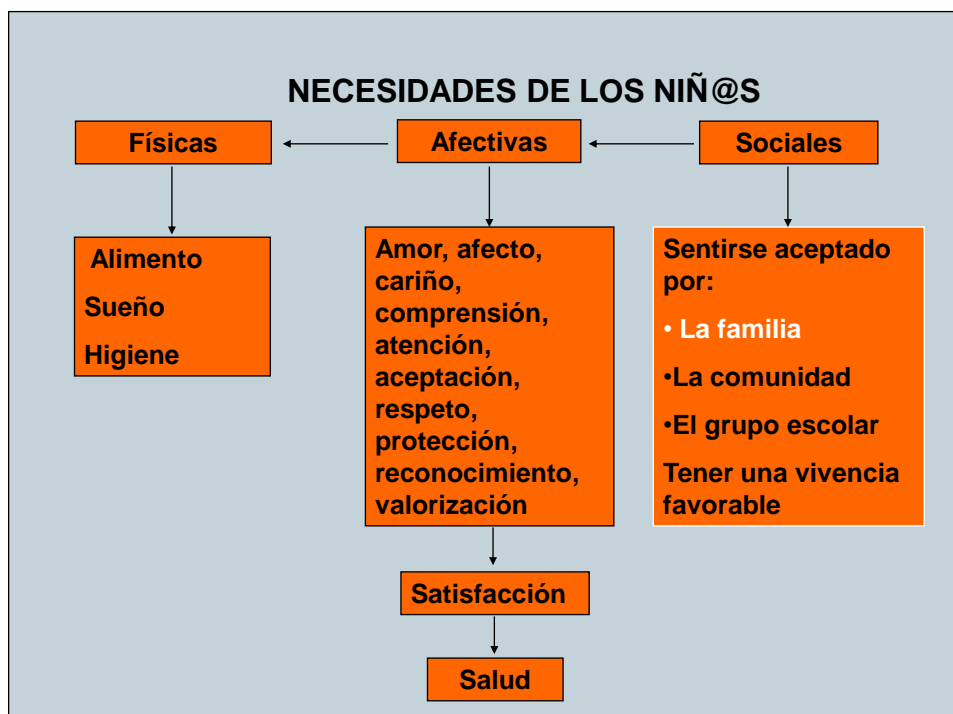 NECESIDADES DE LOS NIÑ@S
Físicas
Afectivas
Sociales
Alimento
Sueño
Higiene
Amor, afecto,
cariño,
comprensión,
atención,
aceptación,
respeto,
protección,
reconocimiento,
valorización
Sentirse aceptado
por:
• La familia
•La comunidad
•El grupo escolar
Tener una vivencia
favorable
Satisfacción
Salud